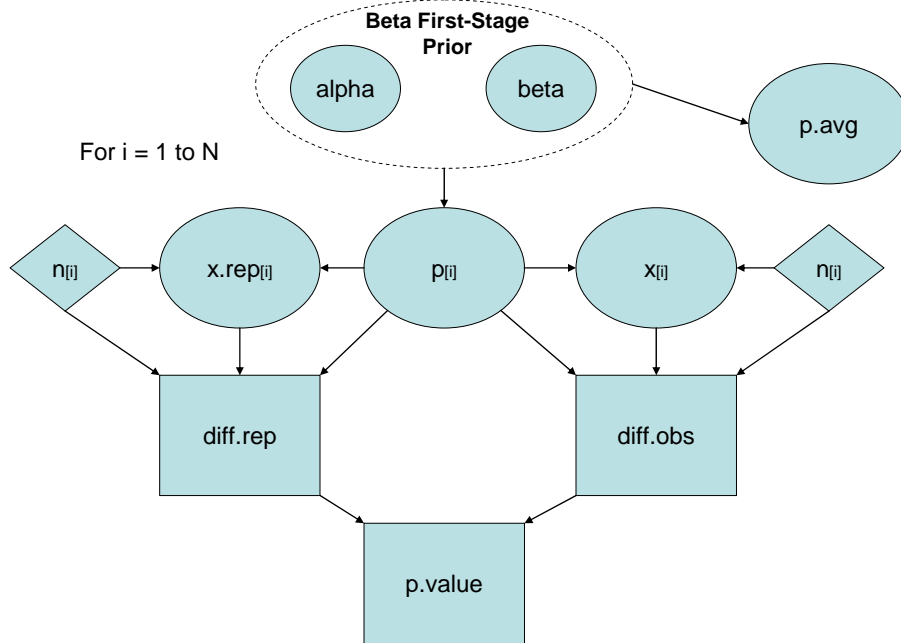 Beta First-Stage
Prior
alpha
beta
p.avg
For i = 1 to N
n[i]
x.rep[i]
p[i]
x[i]
n[i]
diff.rep
diff.obs
p.value